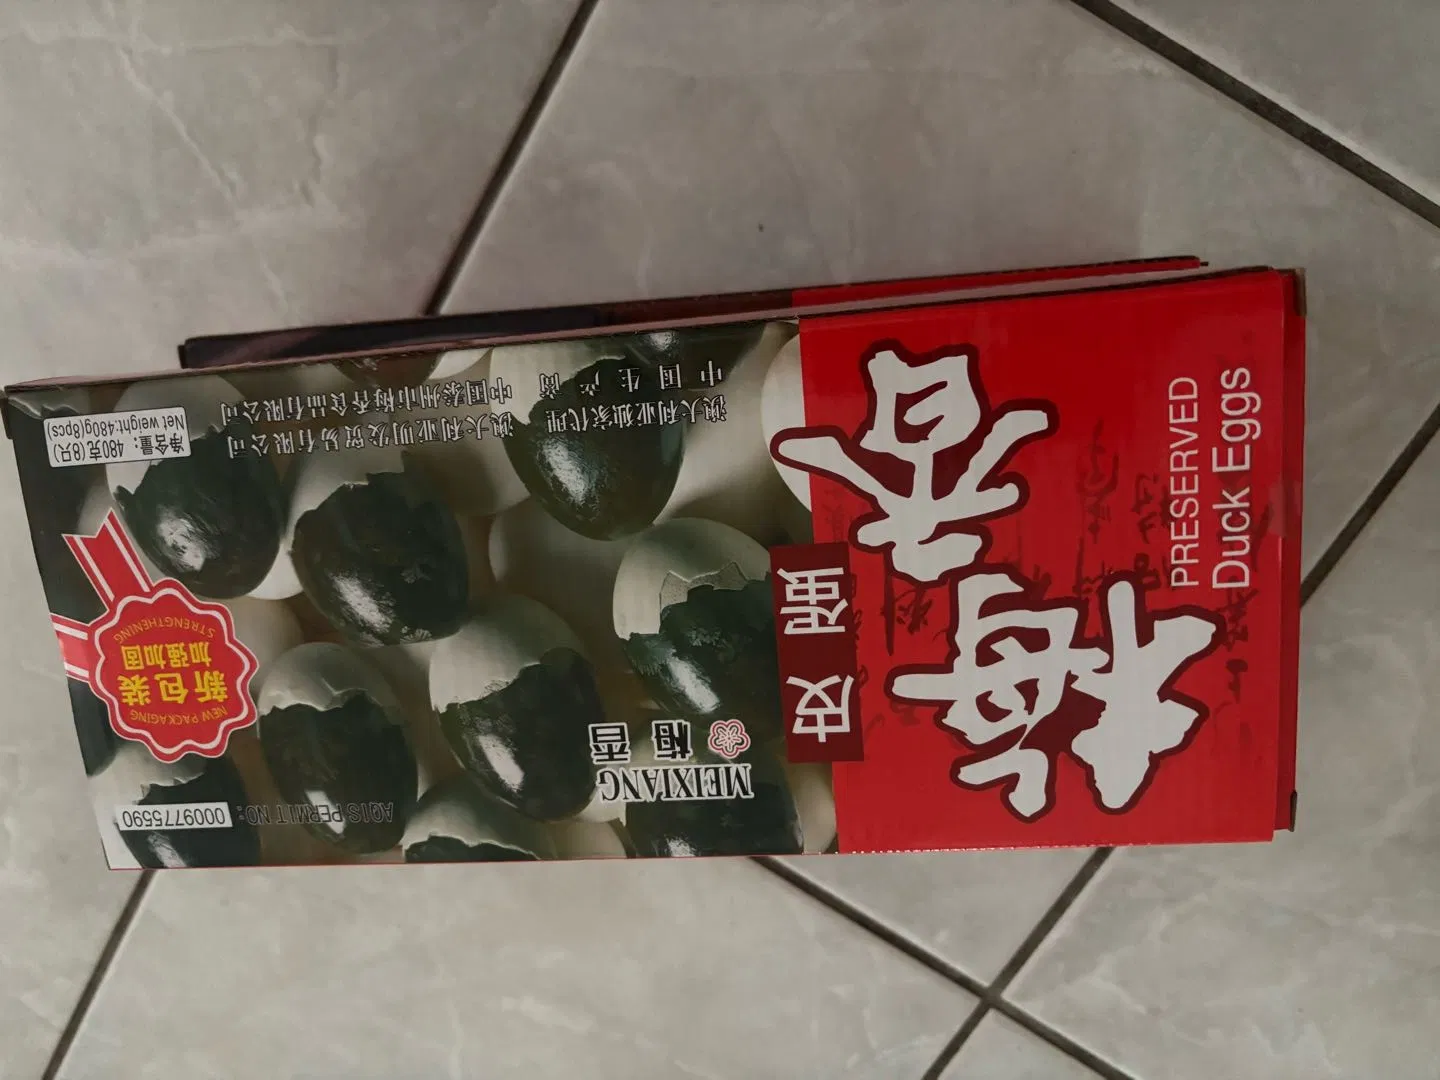 梅香
皮蛋
PRESERVED
Duck Eggs
梅香
MEIXIANG
澳大利亚独家代理 澳大利亚明发贸易有限公司
中国生产商 中国泰州市梅香食品有限公司
净含量：480克(8只)
Net weight:480g(8pcs)
NEW PACKAGING
新包装
加强加固
STRENGTHENING
AQIS PERMIT NO：0009775590